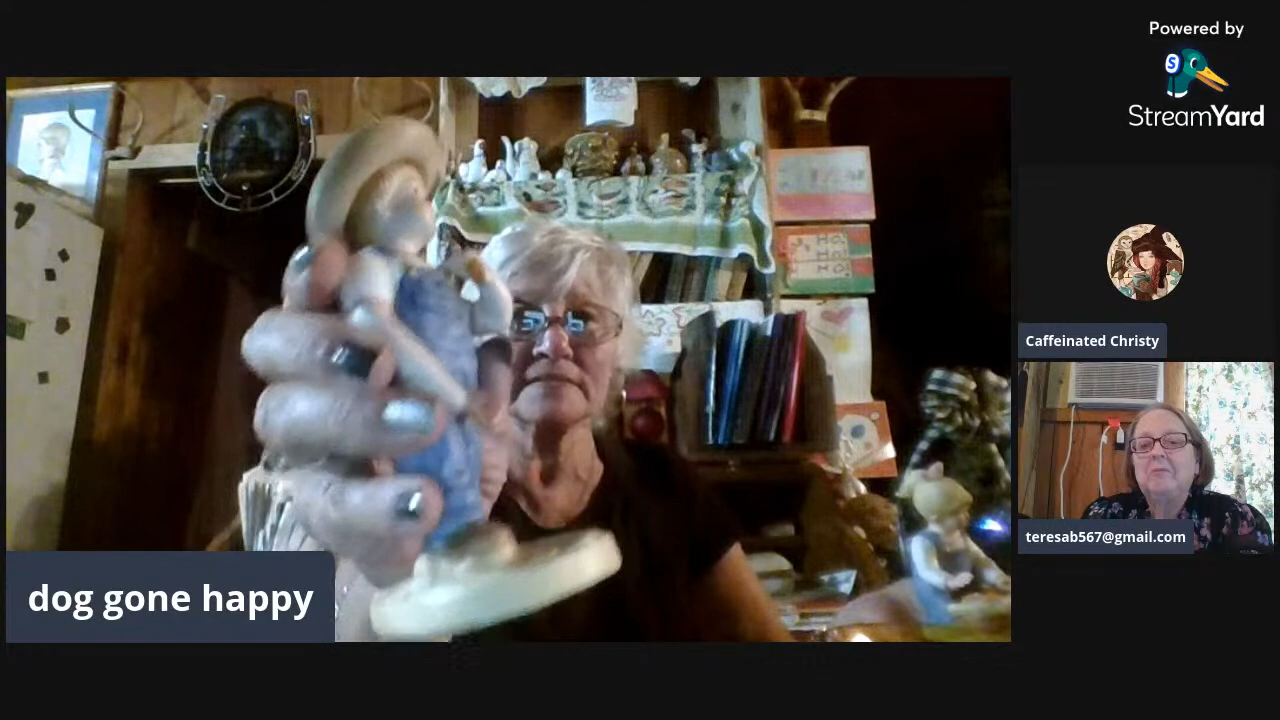 Powered by
S
StreamYard
HO
HO
HO
Caffeinated Christy
teresab567@gmail.com
dog gone happy